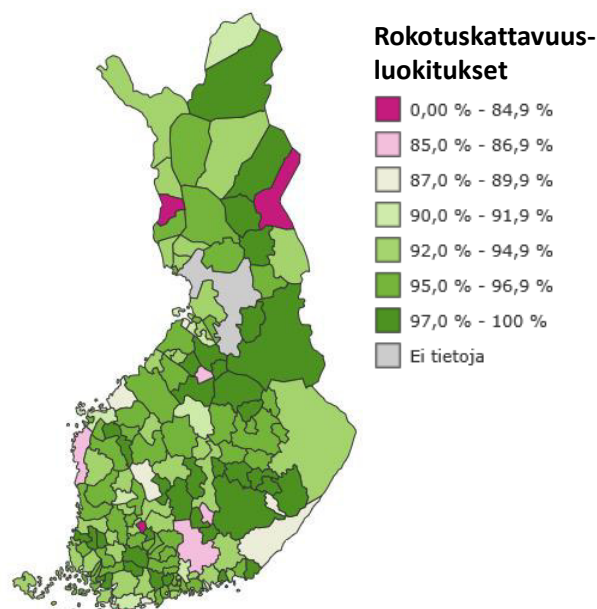 Rokotuskattavuus-
luokitukset
0,00 % - 84,9 %
85,0 % - 86,9 %
87,0 % - 89,9 %
90,0 % - 91,9 %
92,0 % - 94,9 %
95,0 % - 96,9 %
97,0 % - 100 %
Ei tietoja